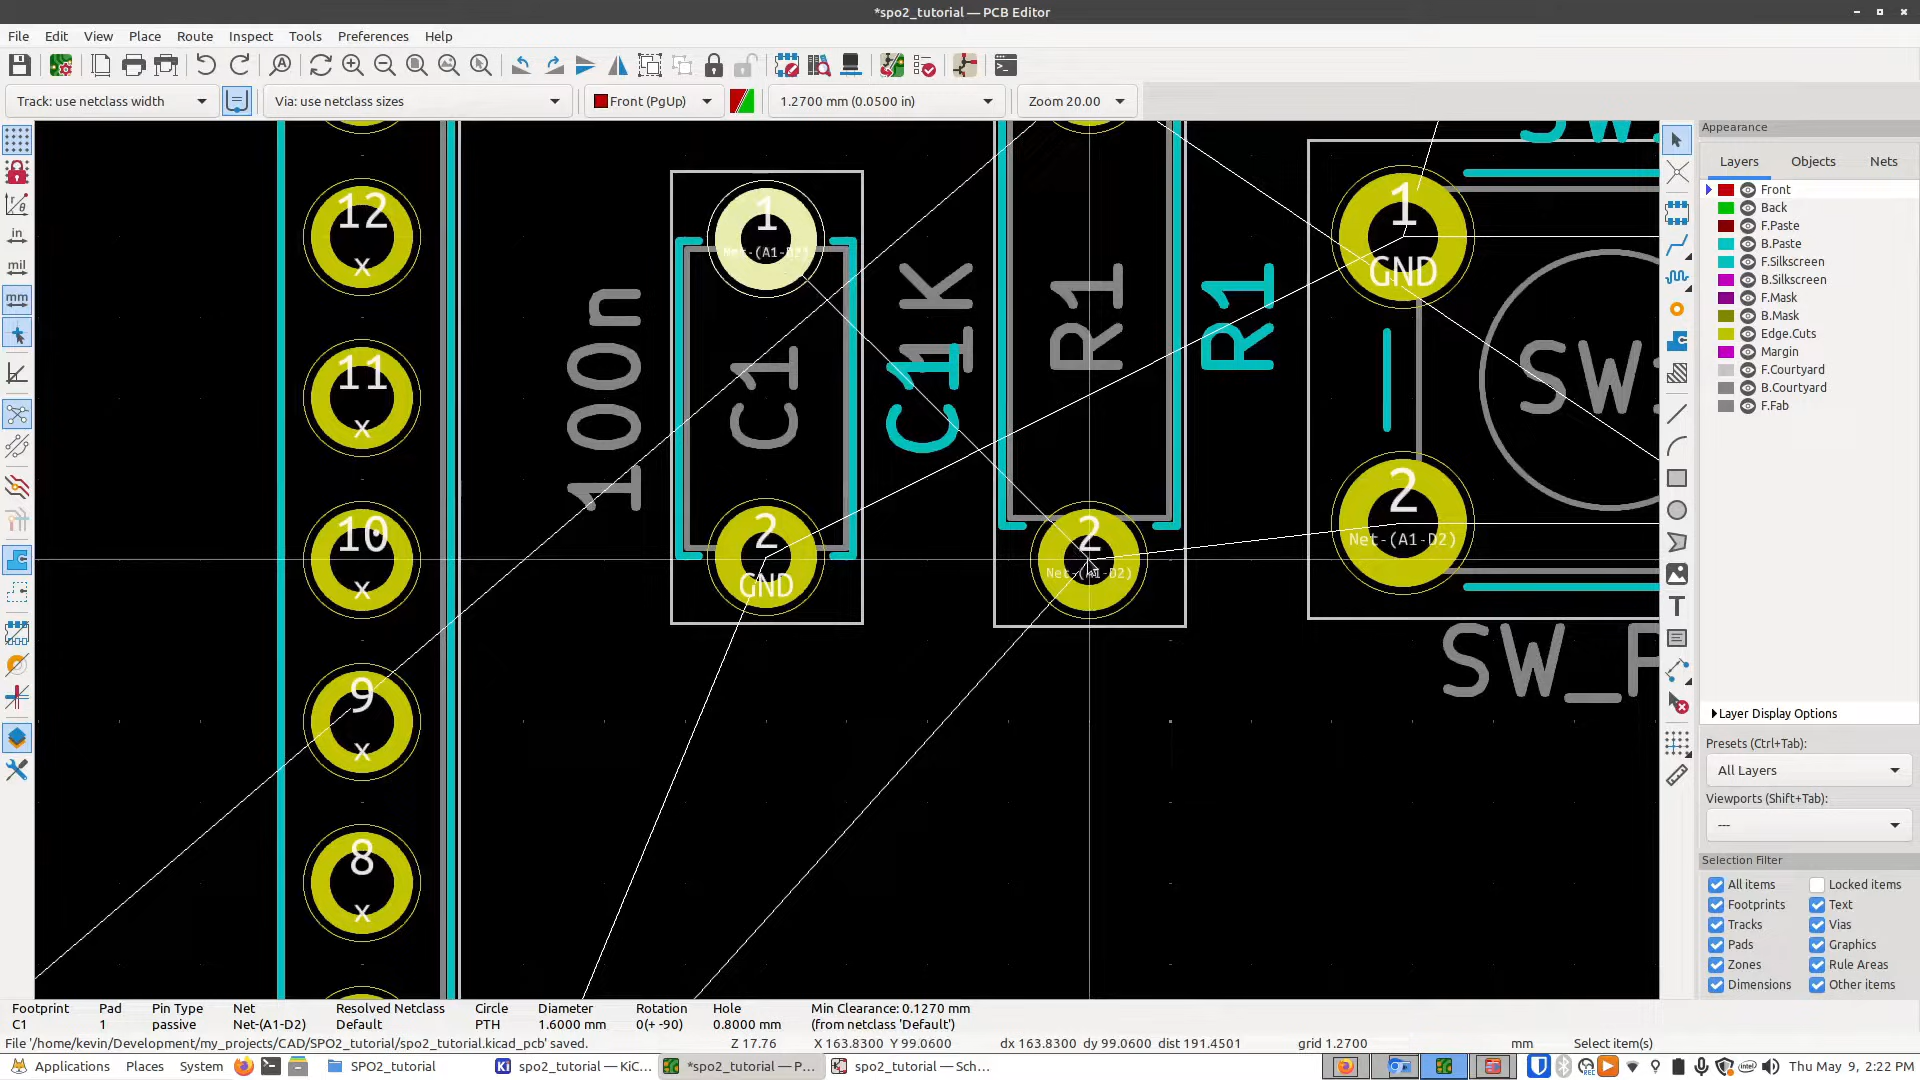 *spo2_tutorial — PCB Editor
File Edit View Place Route Inspect Tools Preferences Help
Track: use netclass width Via: use netclass sizes Front (PgUp) 1.2700 mm (0.0500 in) Zoom 20.00
Appearance
Layers Objects Nets
Front
Back
F.Paste
B.Paste
F.Silkscreen
B.Silkscreen
F.Mask
B.Mask
Edge.Cuts
Margin
F.Courtyard
B.Courtyard
F.Fab
Layer Display Options
Presets (Ctrl+Tab):
All Layers
Viewports (Shift+Tab):
---
Selection Filter
All items Locked items
Footprints Text
Tracks Vias
Pads Graphics
Zones Rule Areas
Dimensions Other items
in
mil
mm
12
x
11
x
10
x
9
x
8
x
100n
1
Net-(A1-D2)
C1
2
GND
C1
1K
R1
R1
2
Net-(A1-D2)
1
GND
2
Net-(A1-D2)
SW_P
Footprint Pad Pin Type Net Resolved Netclass Circle Diameter Rotation Hole Min Clearance: 0.1270 mm
C1 1 passive Net-(A1-D2) Default PTH 1.6000 mm 0(+ -90) 0.8000 mm (from netclass 'Default')
File '/home/kevin/Development/my_projects/CAD/SPO2_tutorial/spo2_tutorial.kicad_pcb' saved. Z 17.76 X 163.8300 Y 99.0600 dx 163.8300 dy 99.0600 dist 191.4501 grid 1.2700 mm Select item(s)
Applications Places System SPO2_tutorial spo2_tutorial — KiC... *spo2_tutorial — P... spo2_tutorial — Sch... Thu May 9, 2:22 PM